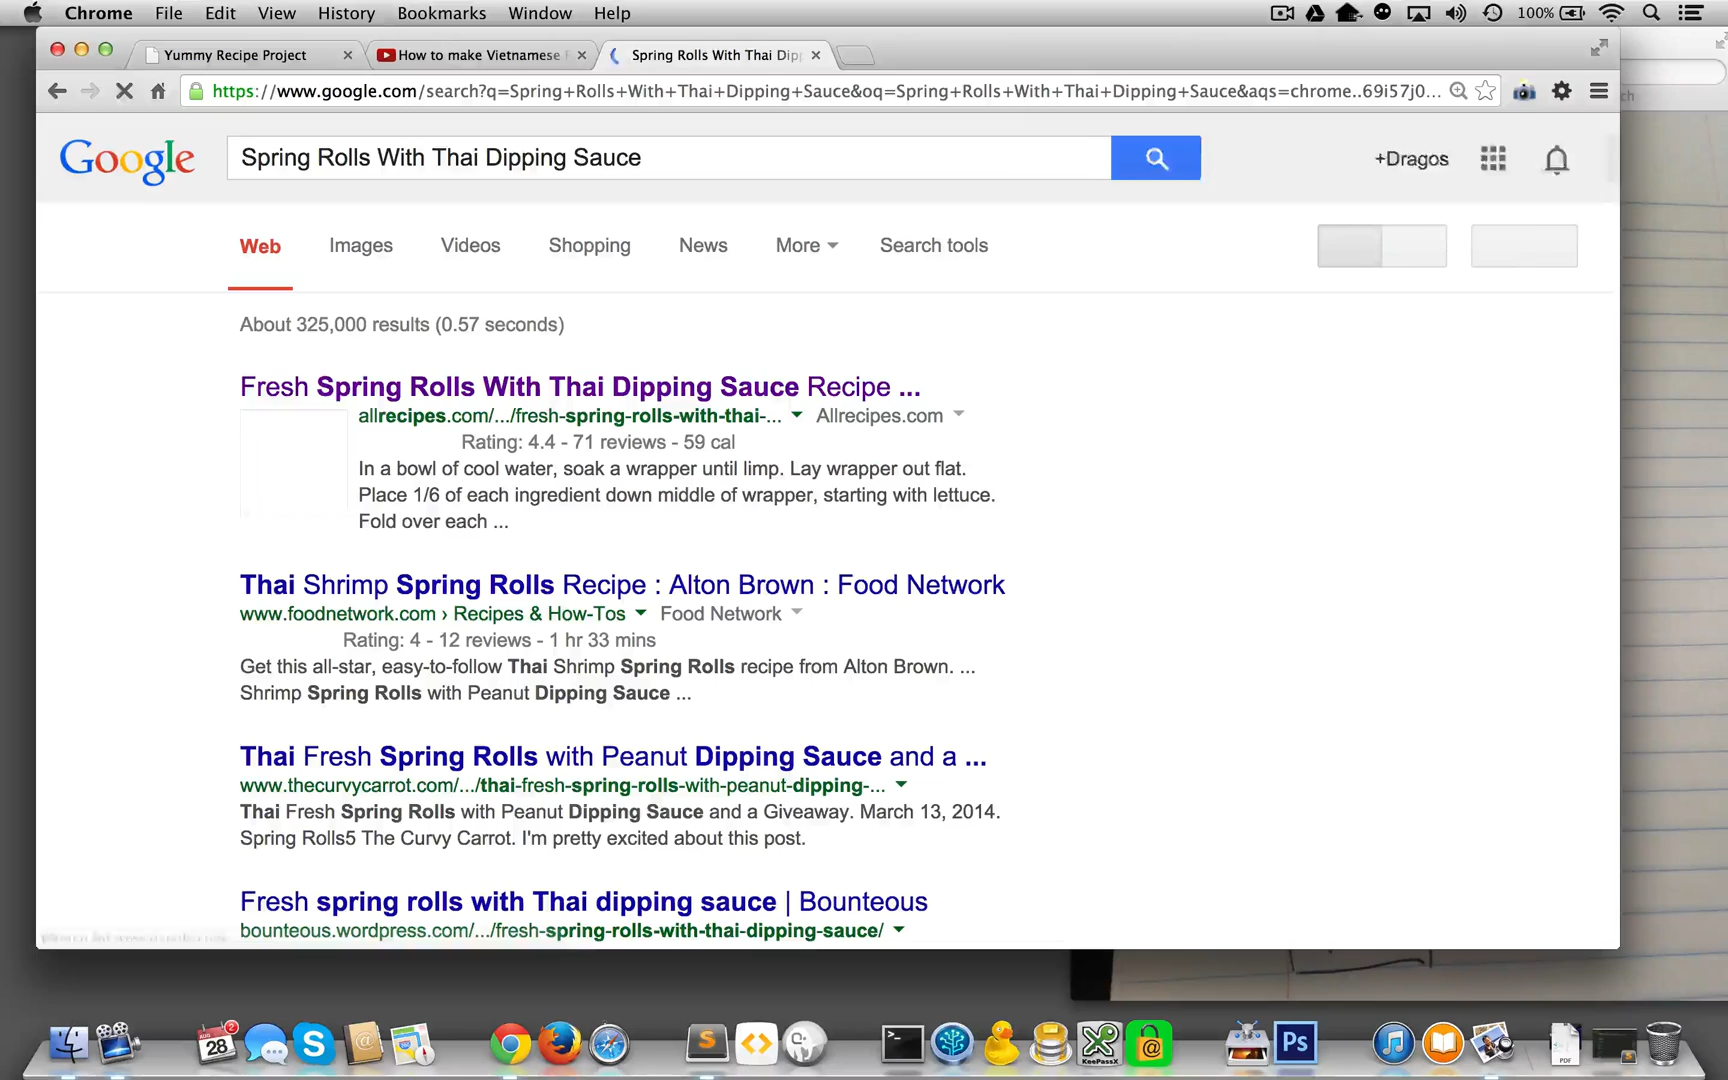 Chrome File Edit View History Bookmarks Window Help 100%
Yummy Recipe Project
How to make Vietnamese
Spring Rolls With Thai Dipp
https://www.google.com/search?q=Spring+Rolls+With+Thai+Dipping+Sauce&oq=Spring+Rolls+With+Thai+Dipping+Sauce&aqs=chrome..69i57j0...
Google
Spring Rolls With Thai Dipping Sauce
+Dragos
Web Images Videos Shopping News More Search tools
About 325,000 results (0.57 seconds)
Fresh Spring Rolls With Thai Dipping Sauce Recipe ...
allrecipes.com/.../fresh-spring-rolls-with-thai-... Allrecipes.com
Rating: 4.4 - 71 reviews - 59 cal
In a bowl of cool water, soak a wrapper until limp. Lay wrapper out flat.
Place 1/6 of each ingredient down middle of wrapper, starting with lettuce.
Fold over each ...
Thai Shrimp Spring Rolls Recipe : Alton Brown : Food Network
www.foodnetwork.com › Recipes & How-Tos Food Network
Rating: 4 - 12 reviews - 1 hr 33 mins
Get this all-star, easy-to-follow Thai Shrimp Spring Rolls recipe from Alton Brown. ...
Shrimp Spring Rolls with Peanut Dipping Sauce ...
Thai Fresh Spring Rolls with Peanut Dipping Sauce and a ...
www.thecurvycarrot.com/.../thai-fresh-spring-rolls-with-peanut-dipping-...
Thai Fresh Spring Rolls with Peanut Dipping Sauce and a Giveaway. March 13, 2014.
Spring Rolls5 The Curvy Carrot. I'm pretty excited about this post.
Fresh spring rolls with Thai dipping sauce | Bounteous
bounteous.wordpress.com/.../fresh-spring-rolls-with-thai-dipping-sauce/
2
28
S
S
@
KeePassX
@
Ps
PDF